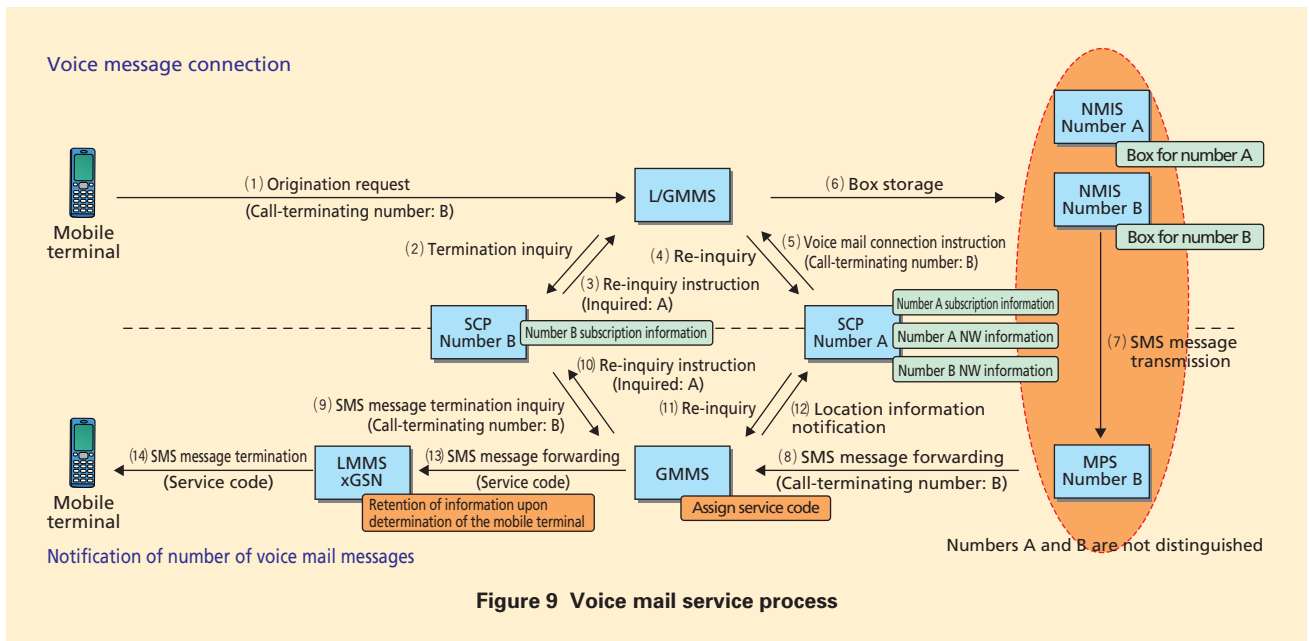 Voice message connection
NMIS
Number A
Box for number A
(1) Origination request
(Call-terminating number: B)
L/GMMS
(6) Box storage
NMIS
Number B
Box for number B
Mobile
terminal
(2) Termination inquiry
(3) Re-inquiry instruction
(Inquired: A)
(4) Re-inquiry
(5) Voice mail connection instruction
(Call-terminating number: B)
SCP
Number B
Number B subscription information
SCP
Number A
Number A subscription information
Number A NW information
Number B NW information
(7) SMS message
transmission
(10) Re-inquiry instruction
(Inquired: A)
(9) SMS message termination inquiry
(Call-terminating number: B)
(11) Re-inquiry
(12) Location information
notification
Mobile
terminal
(14) SMS message termination
(Service code)
LMMS
xGSN
Retention of information upon
determination of the mobile terminal
(13) SMS message forwarding
(Service code)
GMMS
Assign service code
(8) SMS message forwarding
(Call-terminating number: B)
MPS
Number B
Notification of number of voice mail messages
Numbers A and B are not distinguished
Figure 9 Voice mail service process